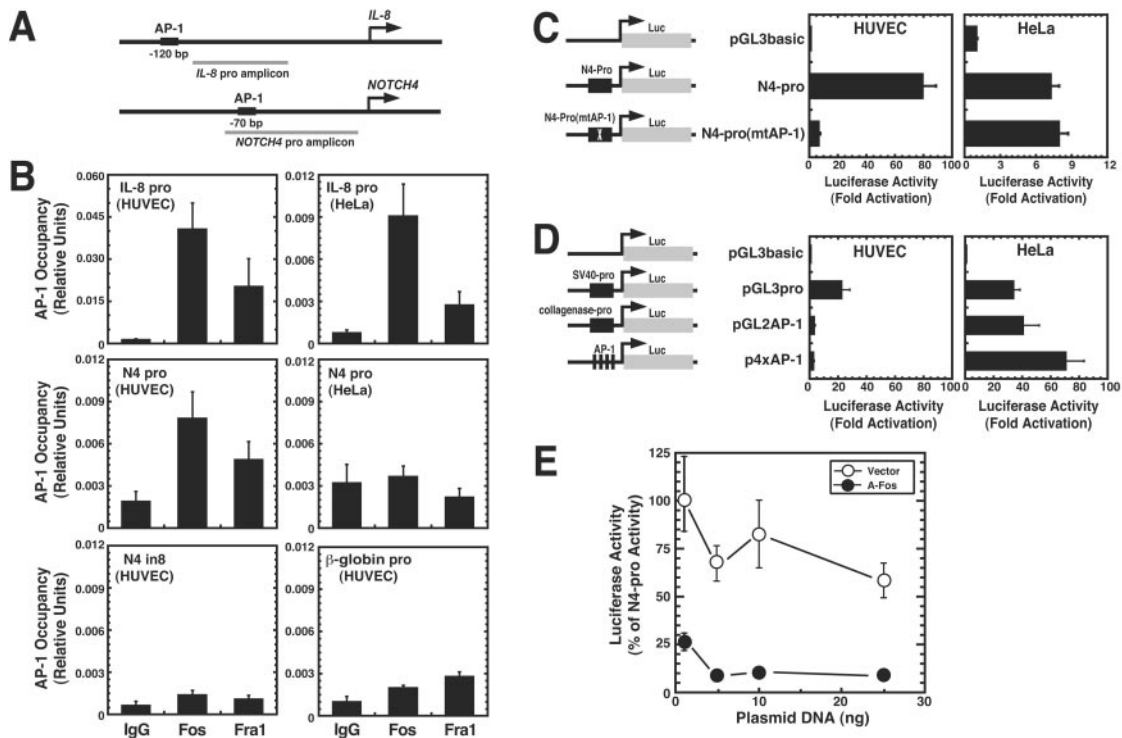 A
AP-1
IL-8
-120 bp
IL-8 pro amplicon
NOTCH4
AP-1
-70 bp
NOTCH4 pro amplicon
B
AP-1 Occupancy
(Relative Units)
0.060
0.045
0.030
0.015
0
IL-8 pro
(HUVEC)
0.012
0.009
0.006
0.003
0
IL-8 pro
(HeLa)
AP-1 Occupancy
(Relative Units)
0.012
0.009
0.006
0.003
0
N4 pro
(HUVEC)
0.012
0.009
0.006
0.003
0
N4 pro
(HeLa)
AP-1 Occupancy
(Relative Units)
0.012
0.009
0.006
0.003
0
N4 in8
(HUVEC)
0.012
0.009
0.006
0.003
0
β-globin pro
(HUVEC)
IgG Fos Fra1
IgG Fos Fra1
C
Luc
N4-Pro
Luc
N4-Pro(mtAP-1)
Luc
pGL3basic
N4-pro
N4-pro(mtAP-1)
HUVEC
0 20 40 60 80 100
Luciferase Activity
(Fold Activation)
HeLa
0 3 6 9 12
Luciferase Activity
(Fold Activation)
D
Luc
SV40-pro
Luc
collagenase-pro
Luc
AP-1
Luc
pGL3basic
pGL3pro
pGL2AP-1
p4xAP-1
HUVEC
0 20 40 60 80 100
Luciferase Activity
(Fold Activation)
HeLa
0 20 40 60 80 100
Luciferase Activity
(Fold Activation)
E
Luciferase Activity
(% of N4-pro Activity)
125
100
75
50
25
0
Vector
A-Fos
0 10 20 30
Plasmid DNA (ng)